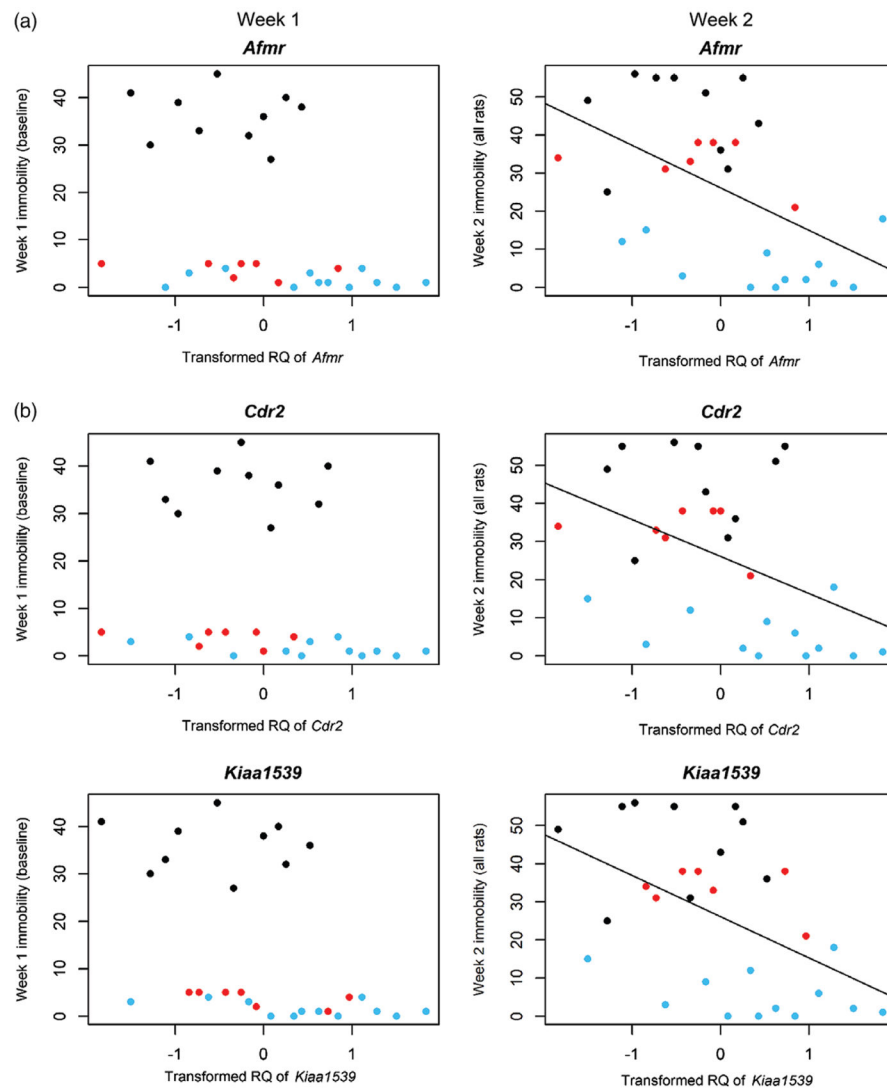 (a)
Week 1
Week 2
Afmr
Afmr
Week 1 immobility (baseline)
0 10 20 30 40
-1 0 1
Transformed RQ of Afmr
Week 2 immobility (all rats)
0 10 20 30 40 50
-1 0 1
Transformed RQ of Afmr
(b)
Cdr2
Cdr2
Week 1 immobility (baseline)
0 10 20 30 40
-1 0 1
Transformed RQ of Cdr2
Week 2 immobility (all rats)
0 10 20 30 40 50
-1 0 1
Transformed RQ of Cdr2
Kiaa1539
Kiaa1539
Week 1 immobility (baseline)
0 10 20 30 40
-1 0 1
Transformed RQ of Kiaa1539
Week 2 immobility (all rats)
0 10 20 30 40 50
-1 0 1
Transformed RQ of Kiaa1539